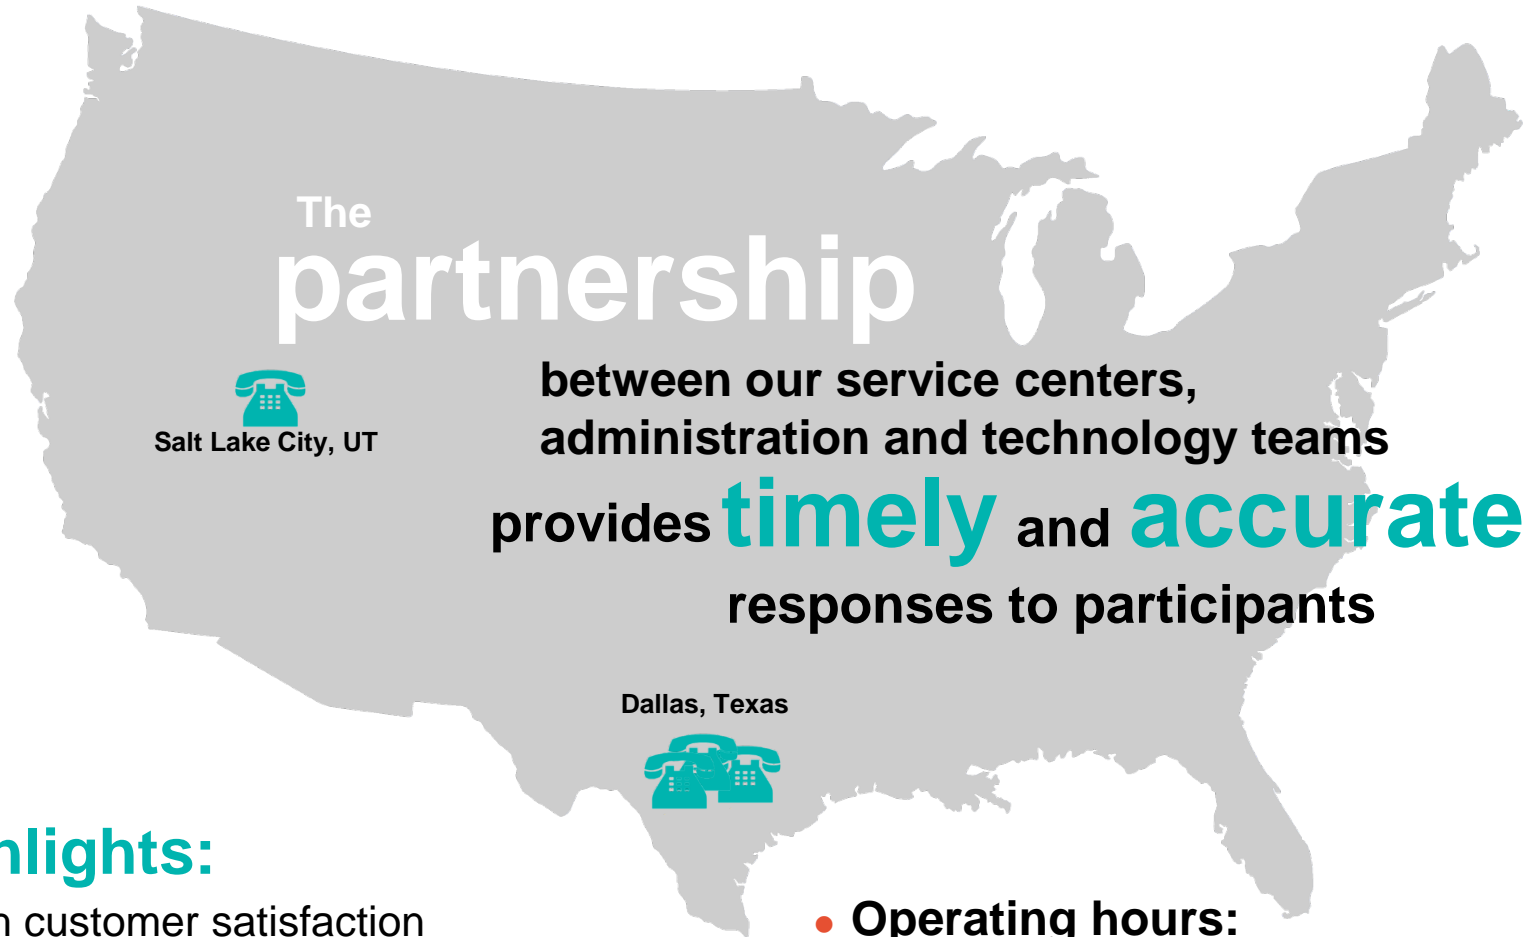 The
partnership
between our service centers,
administration and technology teams
provides timely and accurate
responses to participants
Salt Lake City, UT
Dallas, Texas
hlights:
customer satisfaction
• Operating hours: